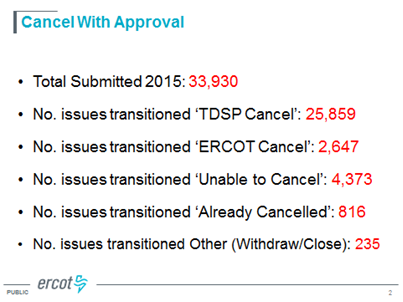 Cancel With Approval
• Total Submitted 2015: 33,930
• No. issues transitioned ‘TDSP Cancel’: 25,859
• No. issues transitioned ‘ERCOT Cancel’: 2,647
• No. issues transitioned ‘Unable to Cancel’: 4,373
• No. issues transitioned ‘Already Cancelled’: 816
• No. issues transitioned Other (Withdraw/Close): 235
PUBLIC
ercot
2